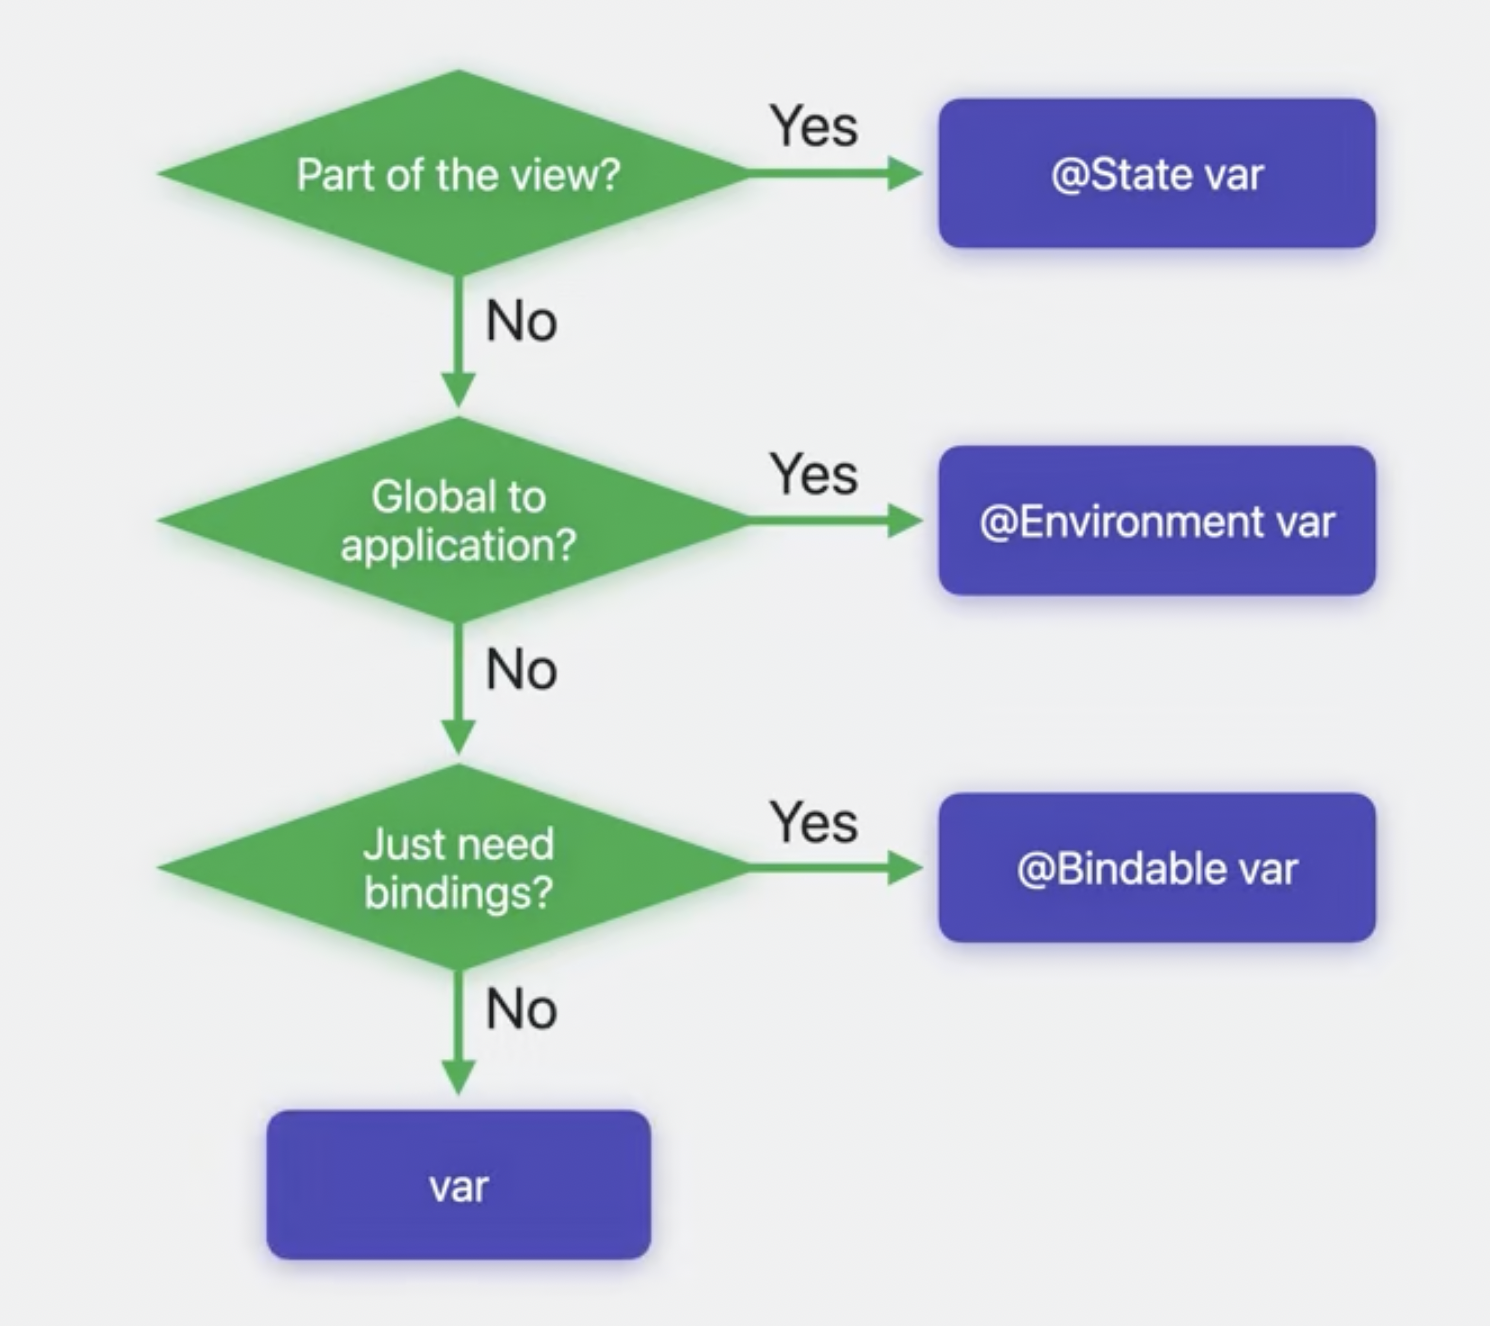 Part of the view?
Yes
@State var
No
Global to
application?
Yes
@Environment var
No
Just need
bindings?
Yes
@Bindable var
No
var